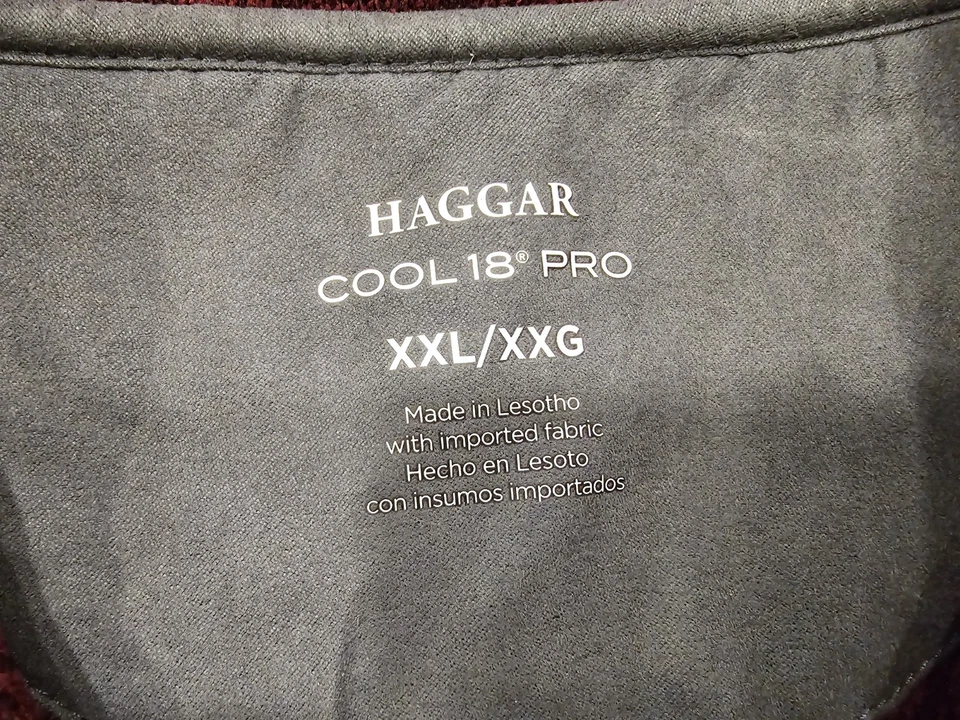 HAGGAR
COOL 18® PRO
XXL/XXG
Made in Lesotho
with imported fabric
Hecho en Lesoto
con insumos importados